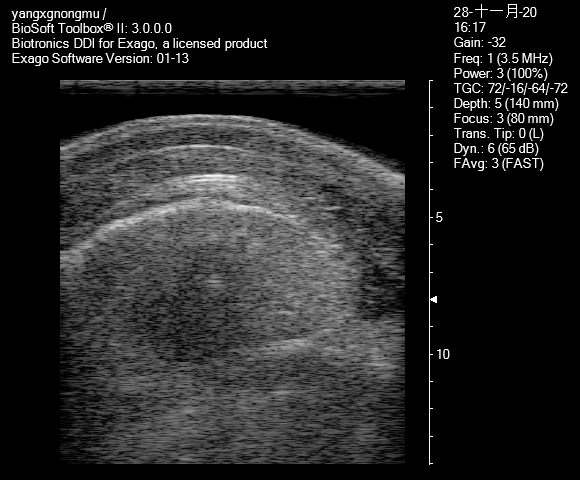 yangxgnongmu /
BioSoft Toolbox® II: 3.0.0.0
Biotronics DDI for Exago, a licensed product
Exago Software Version: 01-13
28-十一月-20
16:17
Gain: -32
Freq: 1 (3.5 MHz)
Power: 3 (100%)
TGC: 72/-16/-64/-72
Depth: 5 (140 mm)
Focus: 3 (80 mm)
Trans. Tip: 0 (L)
Dyn.: 6 (65 dB)
FAvg: 3 (FAST)
5
10